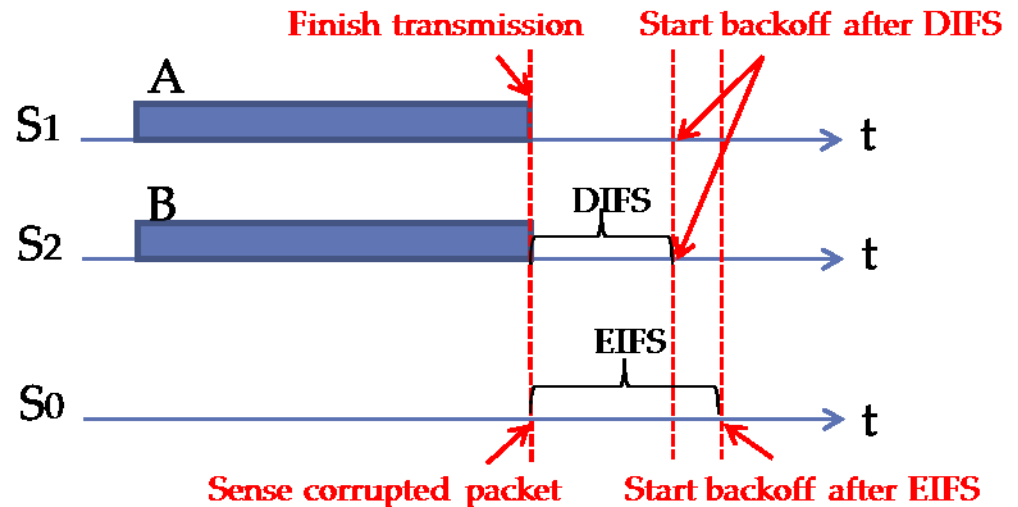 Finish transmission
Start backoff after DIFS
A
S1
t
B
DIFS
S2
t
EIFS
S0
t
Sense corrupted packet
Start backoff after EIFS